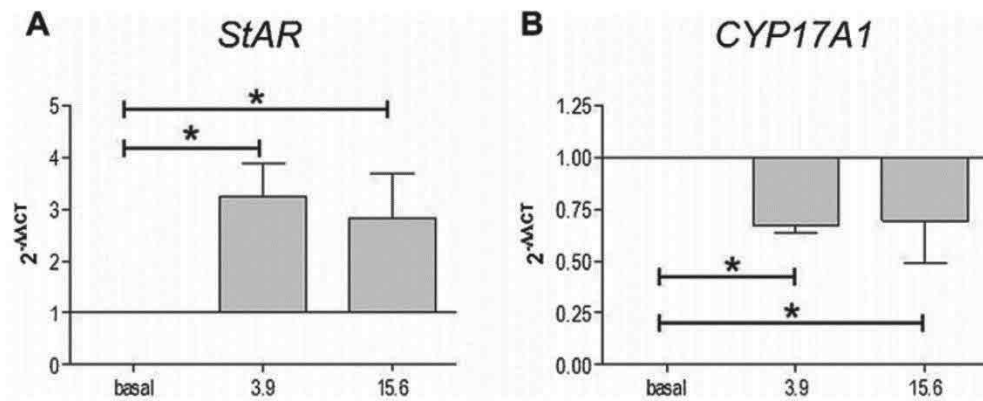 A
StAR
2^-ΔΔCT
5
4
3
2
1
0
*
*
basal
3.9
15.6
B
CYP17A1
2^-ΔΔCT
1.25
1.00
0.75
0.50
0.25
0.00
*
*
basal
3.9
15.6